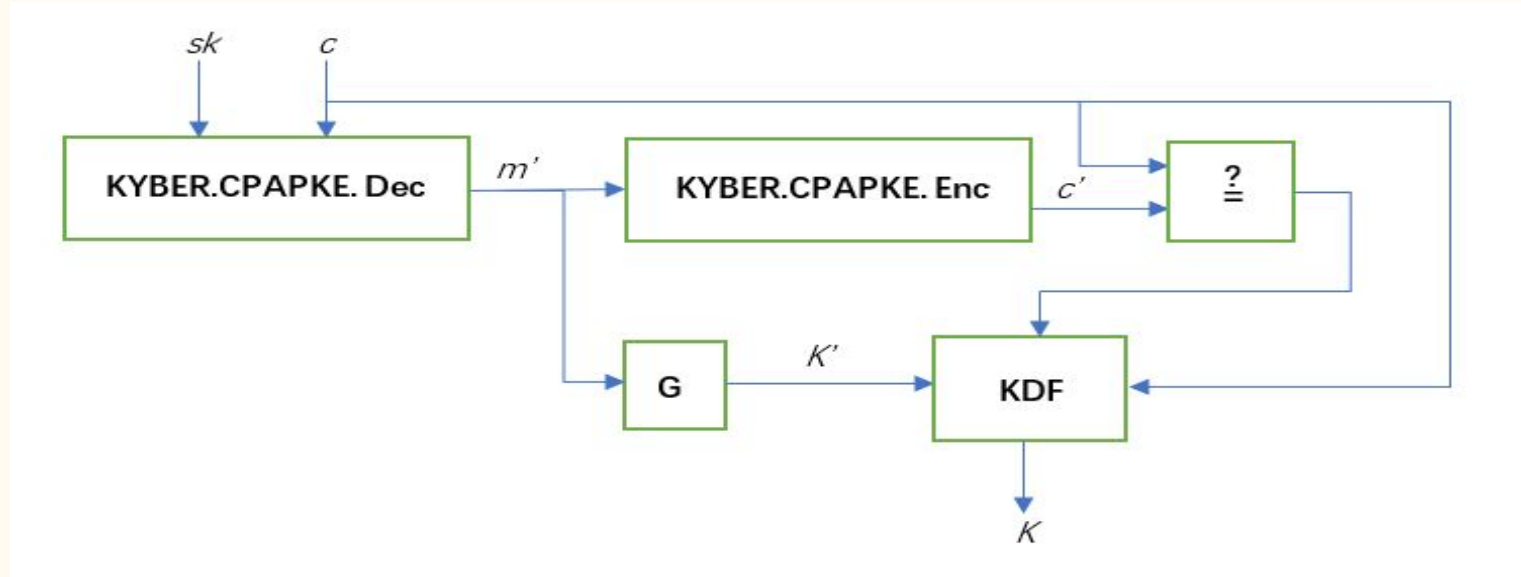 sk
c
KYBER.CPAPKE. Dec
m'
KYBER.CPAPKE. Enc
c'
?
=
G
K'
KDF
K